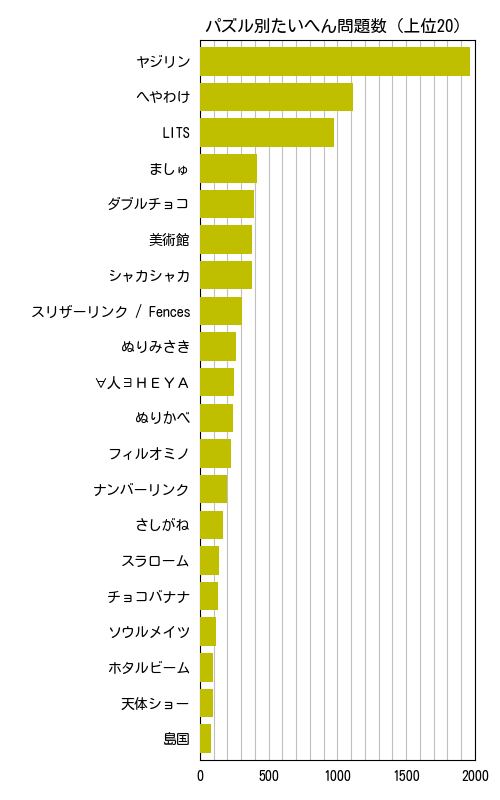 パズル別たいへん問題数（上位20）
ヤジリン
へやわけ
LITS
ましゅ
ダブルチョコ
美術館
シャカシャカ
スリザーリンク / Fences
ぬりみさき
∀人∃ＨＥＹＡ
ぬりかべ
フィルオミノ
ナンバーリンク
さしがね
スラローム
チョコバナナ
ソウルメイツ
ホタルビーム
天体ショー
島国
0 500 1000 1500 2000